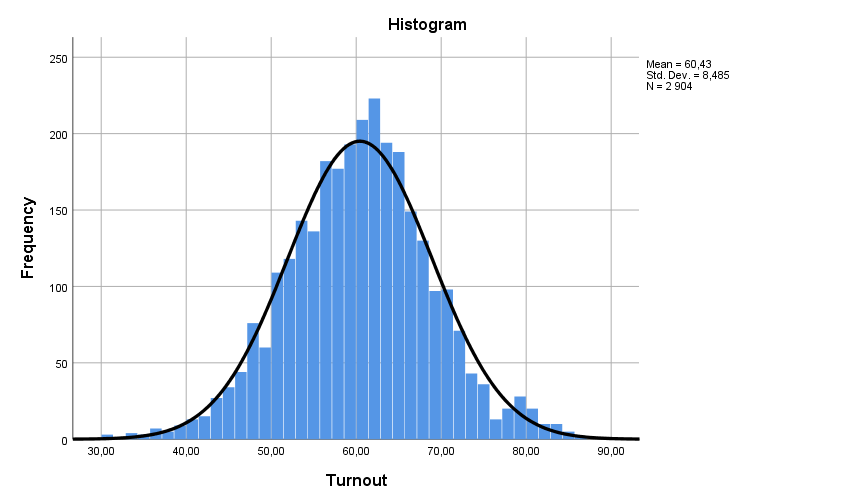 Histogram
Mean = 60,43
Std. Dev. = 8,485
N = 2 904
250
200
150
100
50
0
Frequency
30,00 40,00 50,00 60,00 70,00 80,00 90,00
Turnout